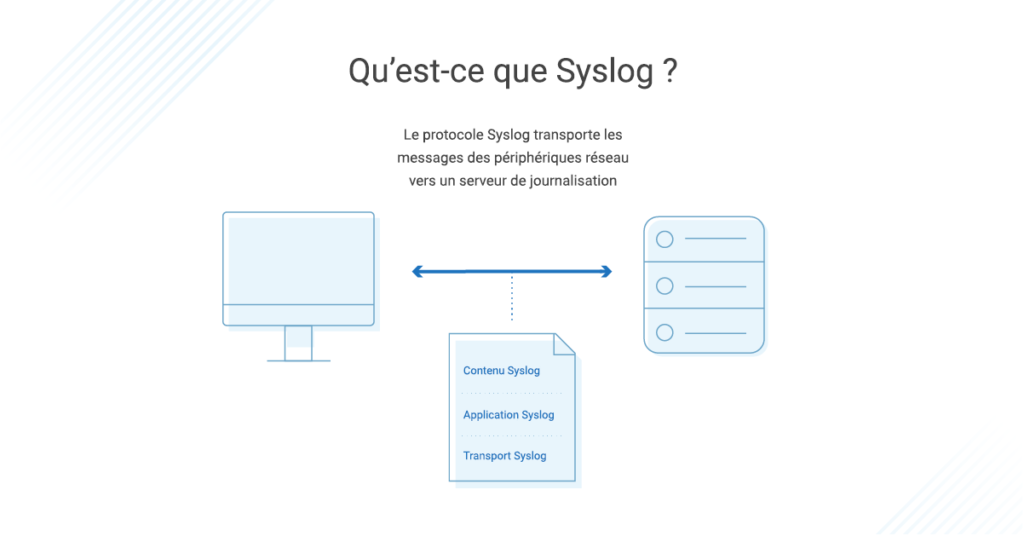 Qu’est-ce que Syslog ?
Le protocole Syslog transporte les
messages des périphériques réseau
vers un serveur de journalisation
Contenu Syslog
Application Syslog
Transport Syslog